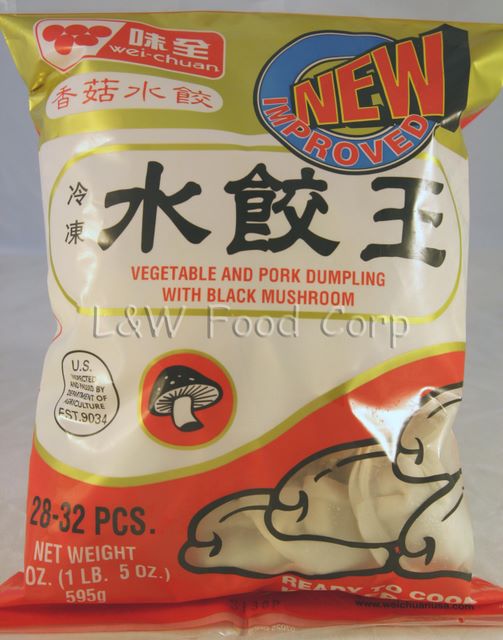 味全
wei-chuan
香菇水餃
NEW
IMPROVED
冷凍
水餃王
VEGETABLE AND PORK DUMPLING
WITH BLACK MUSHROOM
L&W Food Corp
U.S.
INSPECTED
AND PASSED BY
DEPARTMENT OF
AGRICULTURE
EST.9034
28-32 PCS.
NET WEIGHT
OZ. (1 LB. 5 OZ.)
595g
READY TO COOK
www.weichuanusa.com